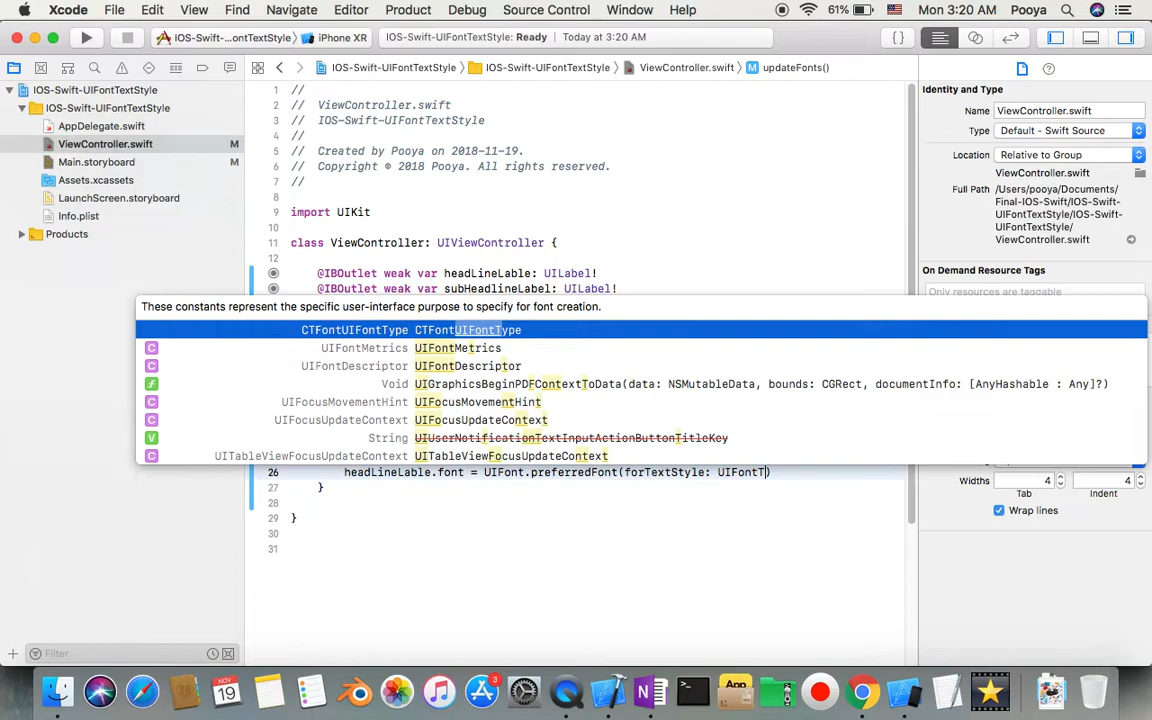 Xcode File Edit View Find Navigate Editor Product Debug Source Control Window Help 61% Mon 3:20 AM Pooya
IOS-Swift-...ontTextStyle iPhone XR IOS-Swift-UIFontTextStyle: Ready Today at 3:20 AM
IOS-Swift-UIFontTextStyle IOS-Swift-UIFontTextStyle ViewController.swift M updateFonts()
IOS-Swift-UIFontTextStyle
IOS-Swift-UIFontTextStyle
AppDelegate.swift
ViewController.swift M
Main.storyboard M
Assets.xcassets
LaunchScreen.storyboard
Info.plist
Products
1 //
2 // ViewController.swift
3 // IOS-Swift-UIFontTextStyle
4 //
5 // Created by Pooya on 2018-11-19.
6 // Copyright © 2018 Pooya. All rights reserved.
7 //
8
9 import UIKit
10
11 class ViewController: UIViewController {
12
@IBOutlet weak var headLineLable: UILabel!
@IBOutlet weak var subHeadlineLabel: UILabel!
These constants represent the specific user-interface purpose to specify for font creation.
CTFontUIFontType CTFontUIFontType
C UIFontMetrics UIFontMetrics
C UIFontDescriptor UIFontDescriptor
f Void UIGraphicsBeginPDFContextToData(data: NSMutableData, bounds: CGRect, documentInfo: [AnyHashable : Any]?)
C UIFocusMovementHint UIFocusMovementHint
C UIFocusUpdateContext UIFocusUpdateContext
V String UIUserNotificationTextInputActionButtonTitleKey
C UITableViewFocusUpdateContext UITableViewFocusUpdateContext
26 headLineLable.font = UIFont.preferredFont(forTextStyle: UIFontT)
27 }
28
29 }
30
31
Identity and Type
Name ViewController.swift
Type Default - Swift Source
Location Relative to Group
ViewController.swift
Full Path /Users/pooya/Documents/
Final-IOS-Swift/IOS-Swift-
UIFontTextStyle/IOS-Swift-
UIFontTextStyle/
ViewController.swift
On Demand Resource Tags
Only resources are taggable
Widths 4 4
Tab Indent
Wrap lines
Filter
NOV
19
3
App